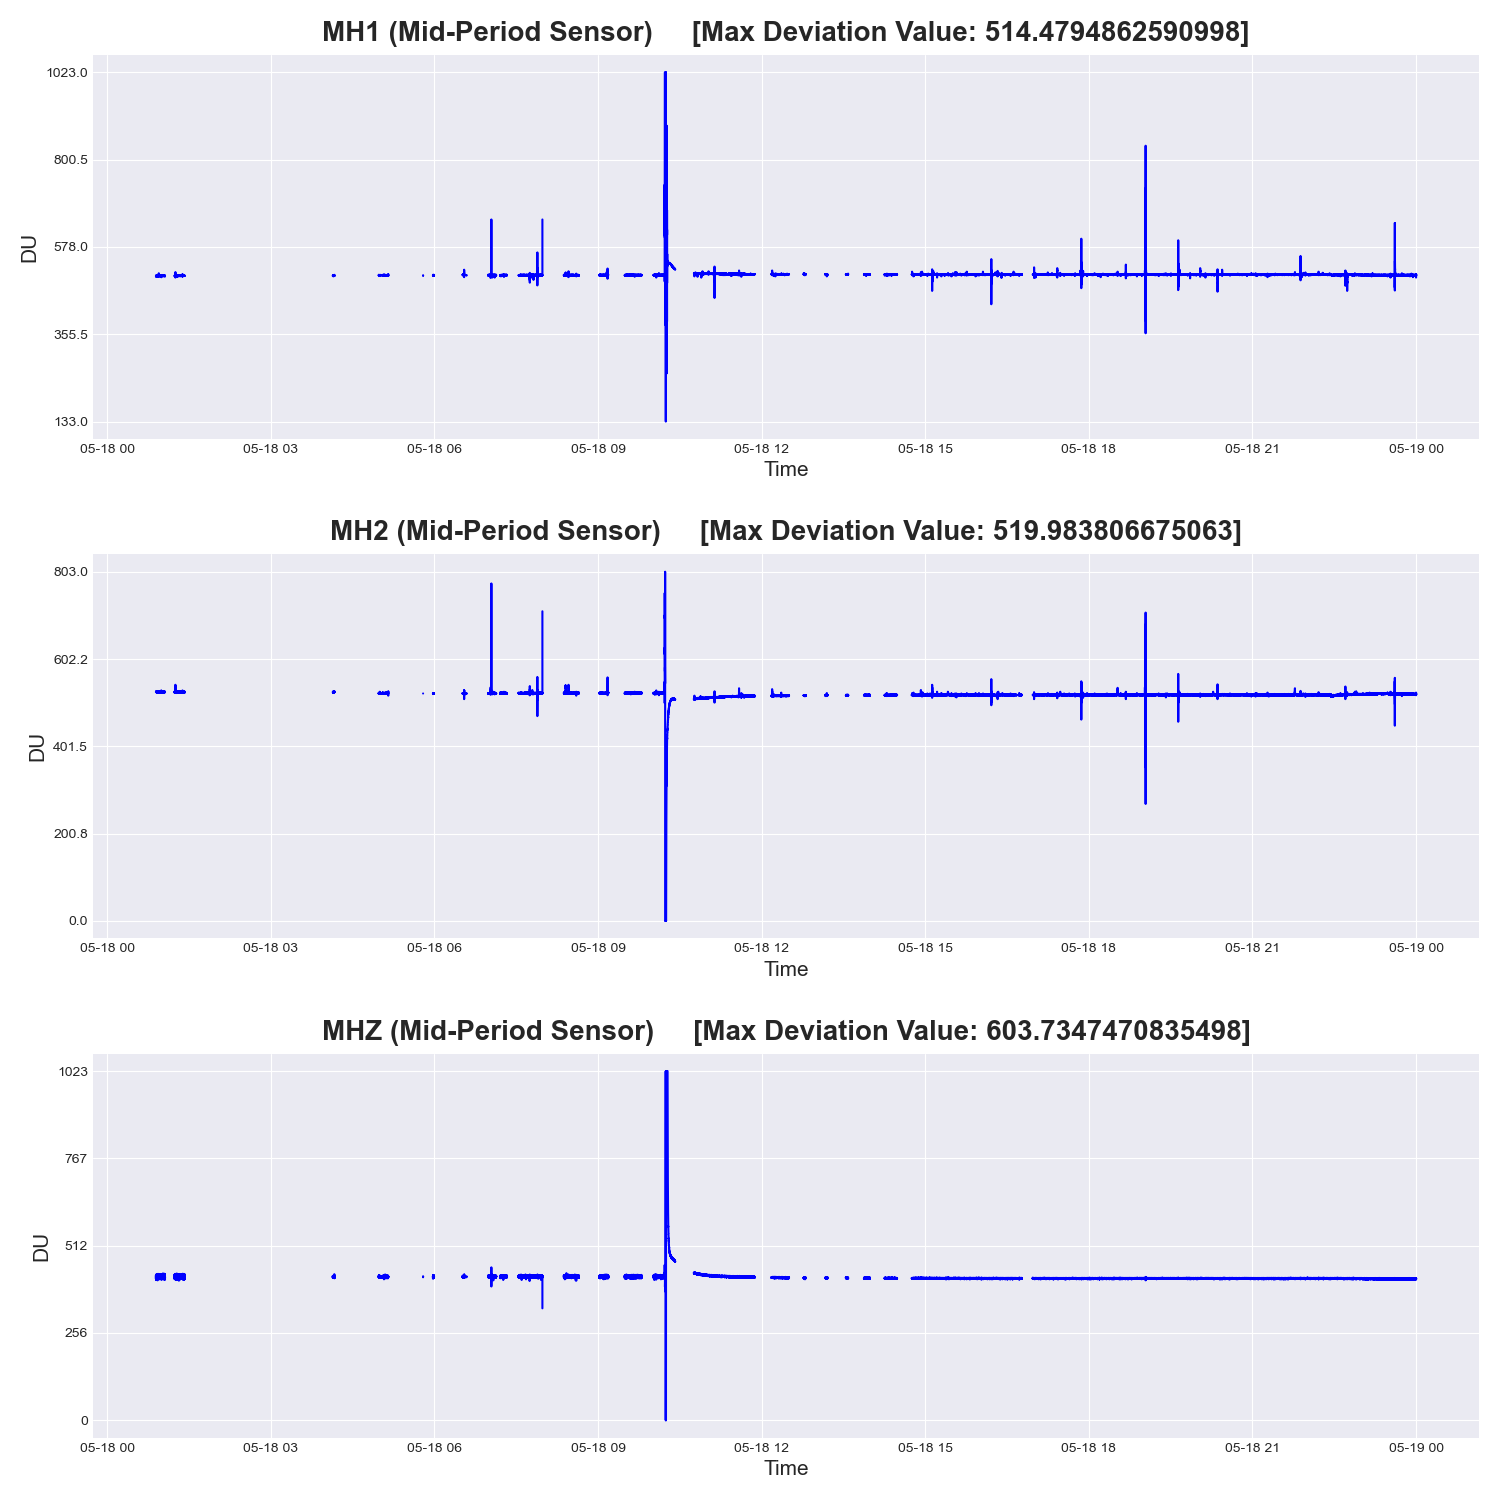 MH1 (Mid-Period Sensor) [Max Deviation Value: 514.4794862590998]
1023.0
800.5
578.0
355.5
133.0
DU
05-18 00 05-18 03 05-18 06 05-18 09 05-18 12 05-18 15 05-18 18 05-18 21 05-19 00
Time
MH2 (Mid-Period Sensor) [Max Deviation Value: 519.983806675063]
803.0
602.2
401.5
200.8
0.0
DU
05-18 00 05-18 03 05-18 06 05-18 09 05-18 12 05-18 15 05-18 18 05-18 21 05-19 00
Time
MHZ (Mid-Period Sensor) [Max Deviation Value: 603.7347470835498]
1023
767
512
256
0
DU
05-18 00 05-18 03 05-18 06 05-18 09 05-18 12 05-18 15 05-18 18 05-18 21 05-19 00
Time